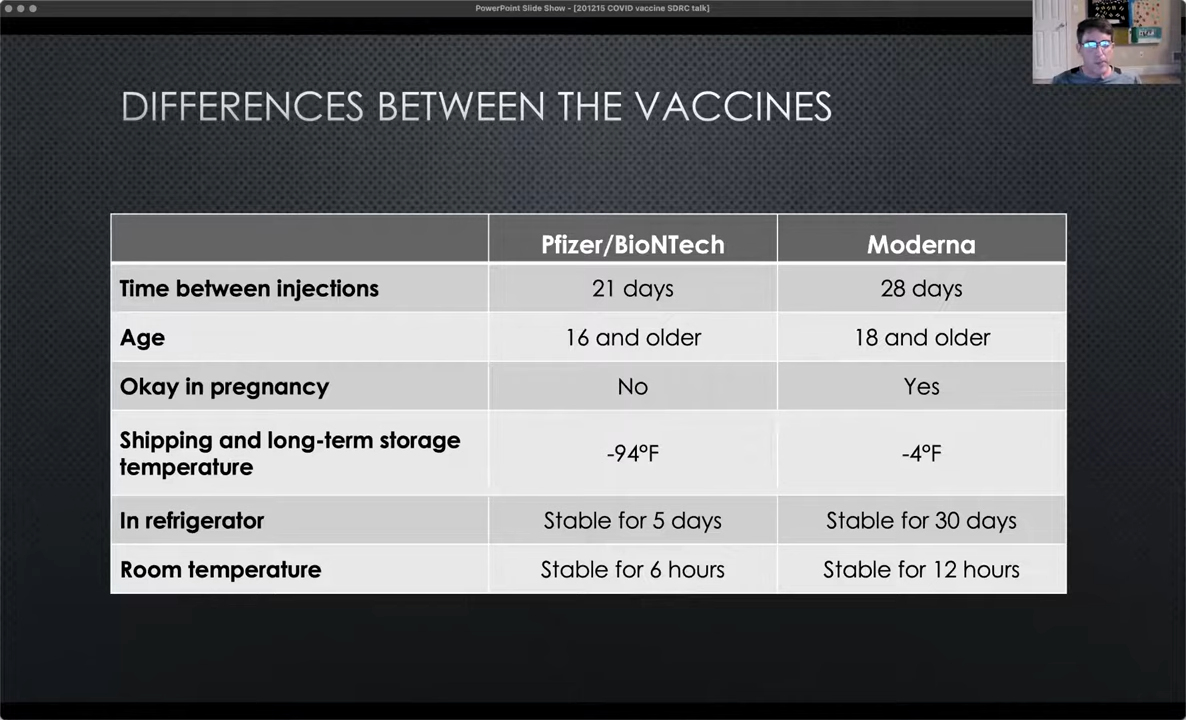 PowerPoint Slide Show - [201215 COVID vaccine SDRC talk]
DIFFERENCES BETWEEN THE VACCINES
Pfizer/BioNTech Moderna
Time between injections 21 days 28 days
Age 16 and older 18 and older
Okay in pregnancy No Yes
Shipping and long-term storage
temperature -94°F -4°F
In refrigerator Stable for 5 days Stable for 30 days
Room temperature Stable for 6 hours Stable for 12 hours